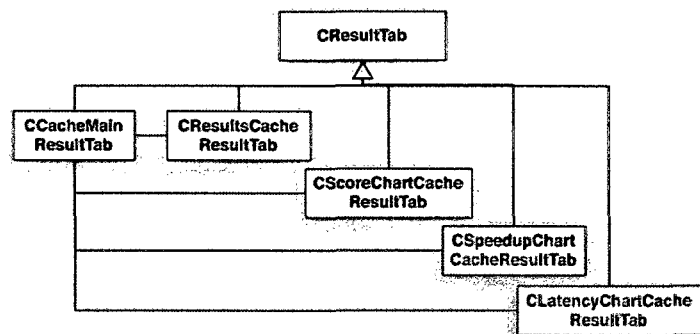 CResultTab
CCacheMain
ResultTab
CResultsCache
ResultTab
CScoreChartCache
ResultTab
CSpeedupChart
CacheResultTab
CLatencyChartCache
ResultTab